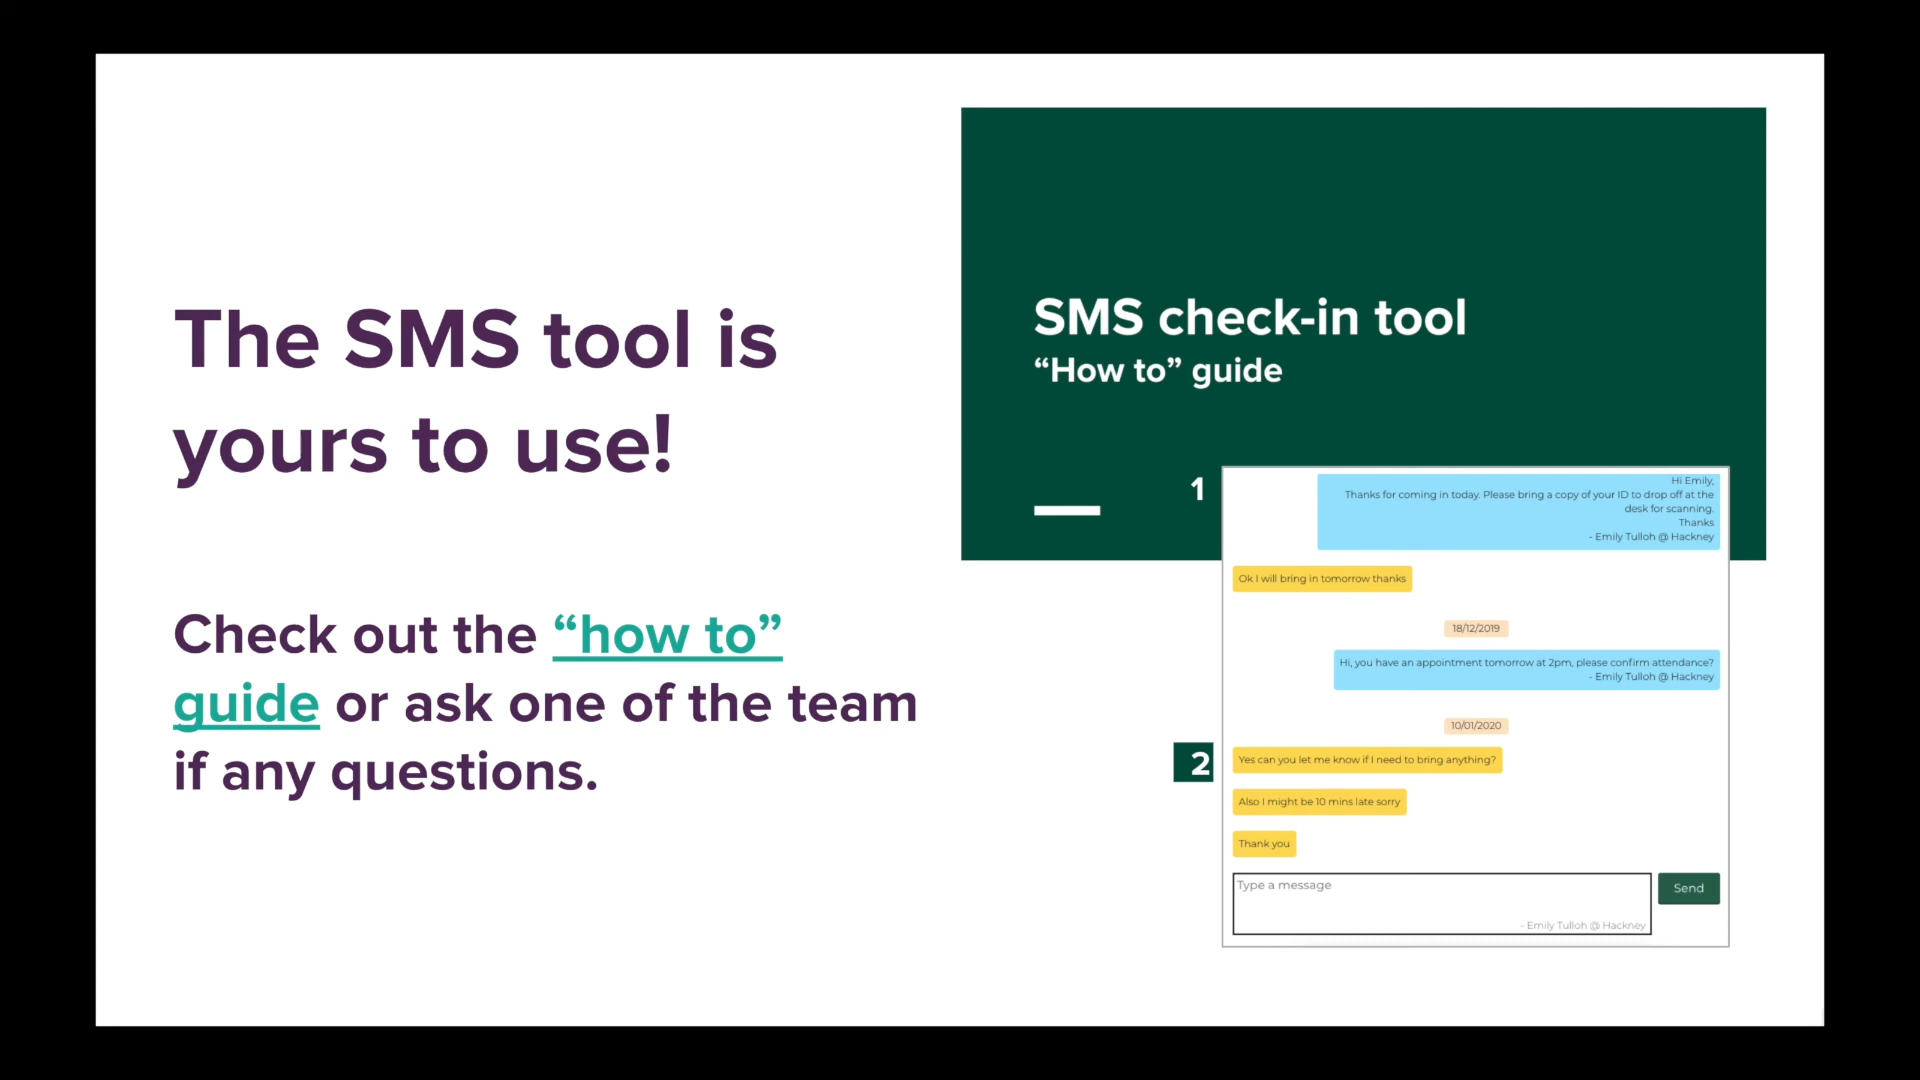 The SMS tool is
yours to use!
Check out the “how to”
guide or ask one of the team
if any questions.
SMS check-in tool
“How to” guide
1
Hi Emily,
Thanks for coming in today. Please bring a copy of your ID to drop off at the
desk for scanning.
Thanks
- Emily Tulloh @ Hackney
Ok I will bring in tomorrow thanks
18/12/2019
Hi, you have an appointment tomorrow at 2pm, please confirm attendance?
- Emily Tulloh @ Hackney
10/01/2020
2
Yes can you let me know if I need to bring anything?
Also I might be 10 mins late sorry
Thank you
Type a message
Send
- Emily Tulloh @ Hackney